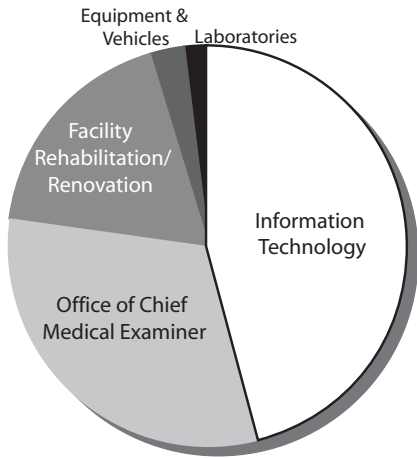 Equipment &
Vehicles
Laboratories
Facility
Rehabilitation/
Renovation
Information
Technology
Office of Chief
Medical Examiner